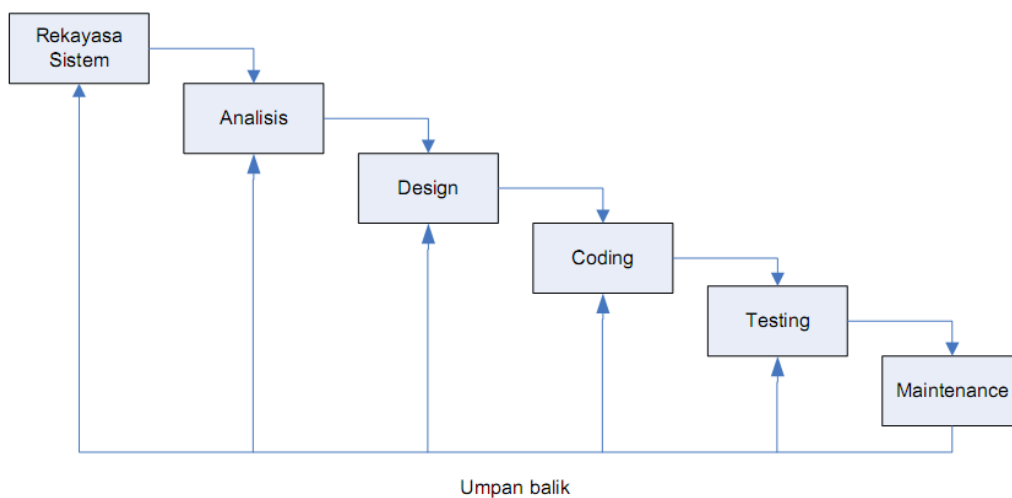 Rekayasa
Sistem
Analisis
Design
Coding
Testing
Maintenance
Umpan balik